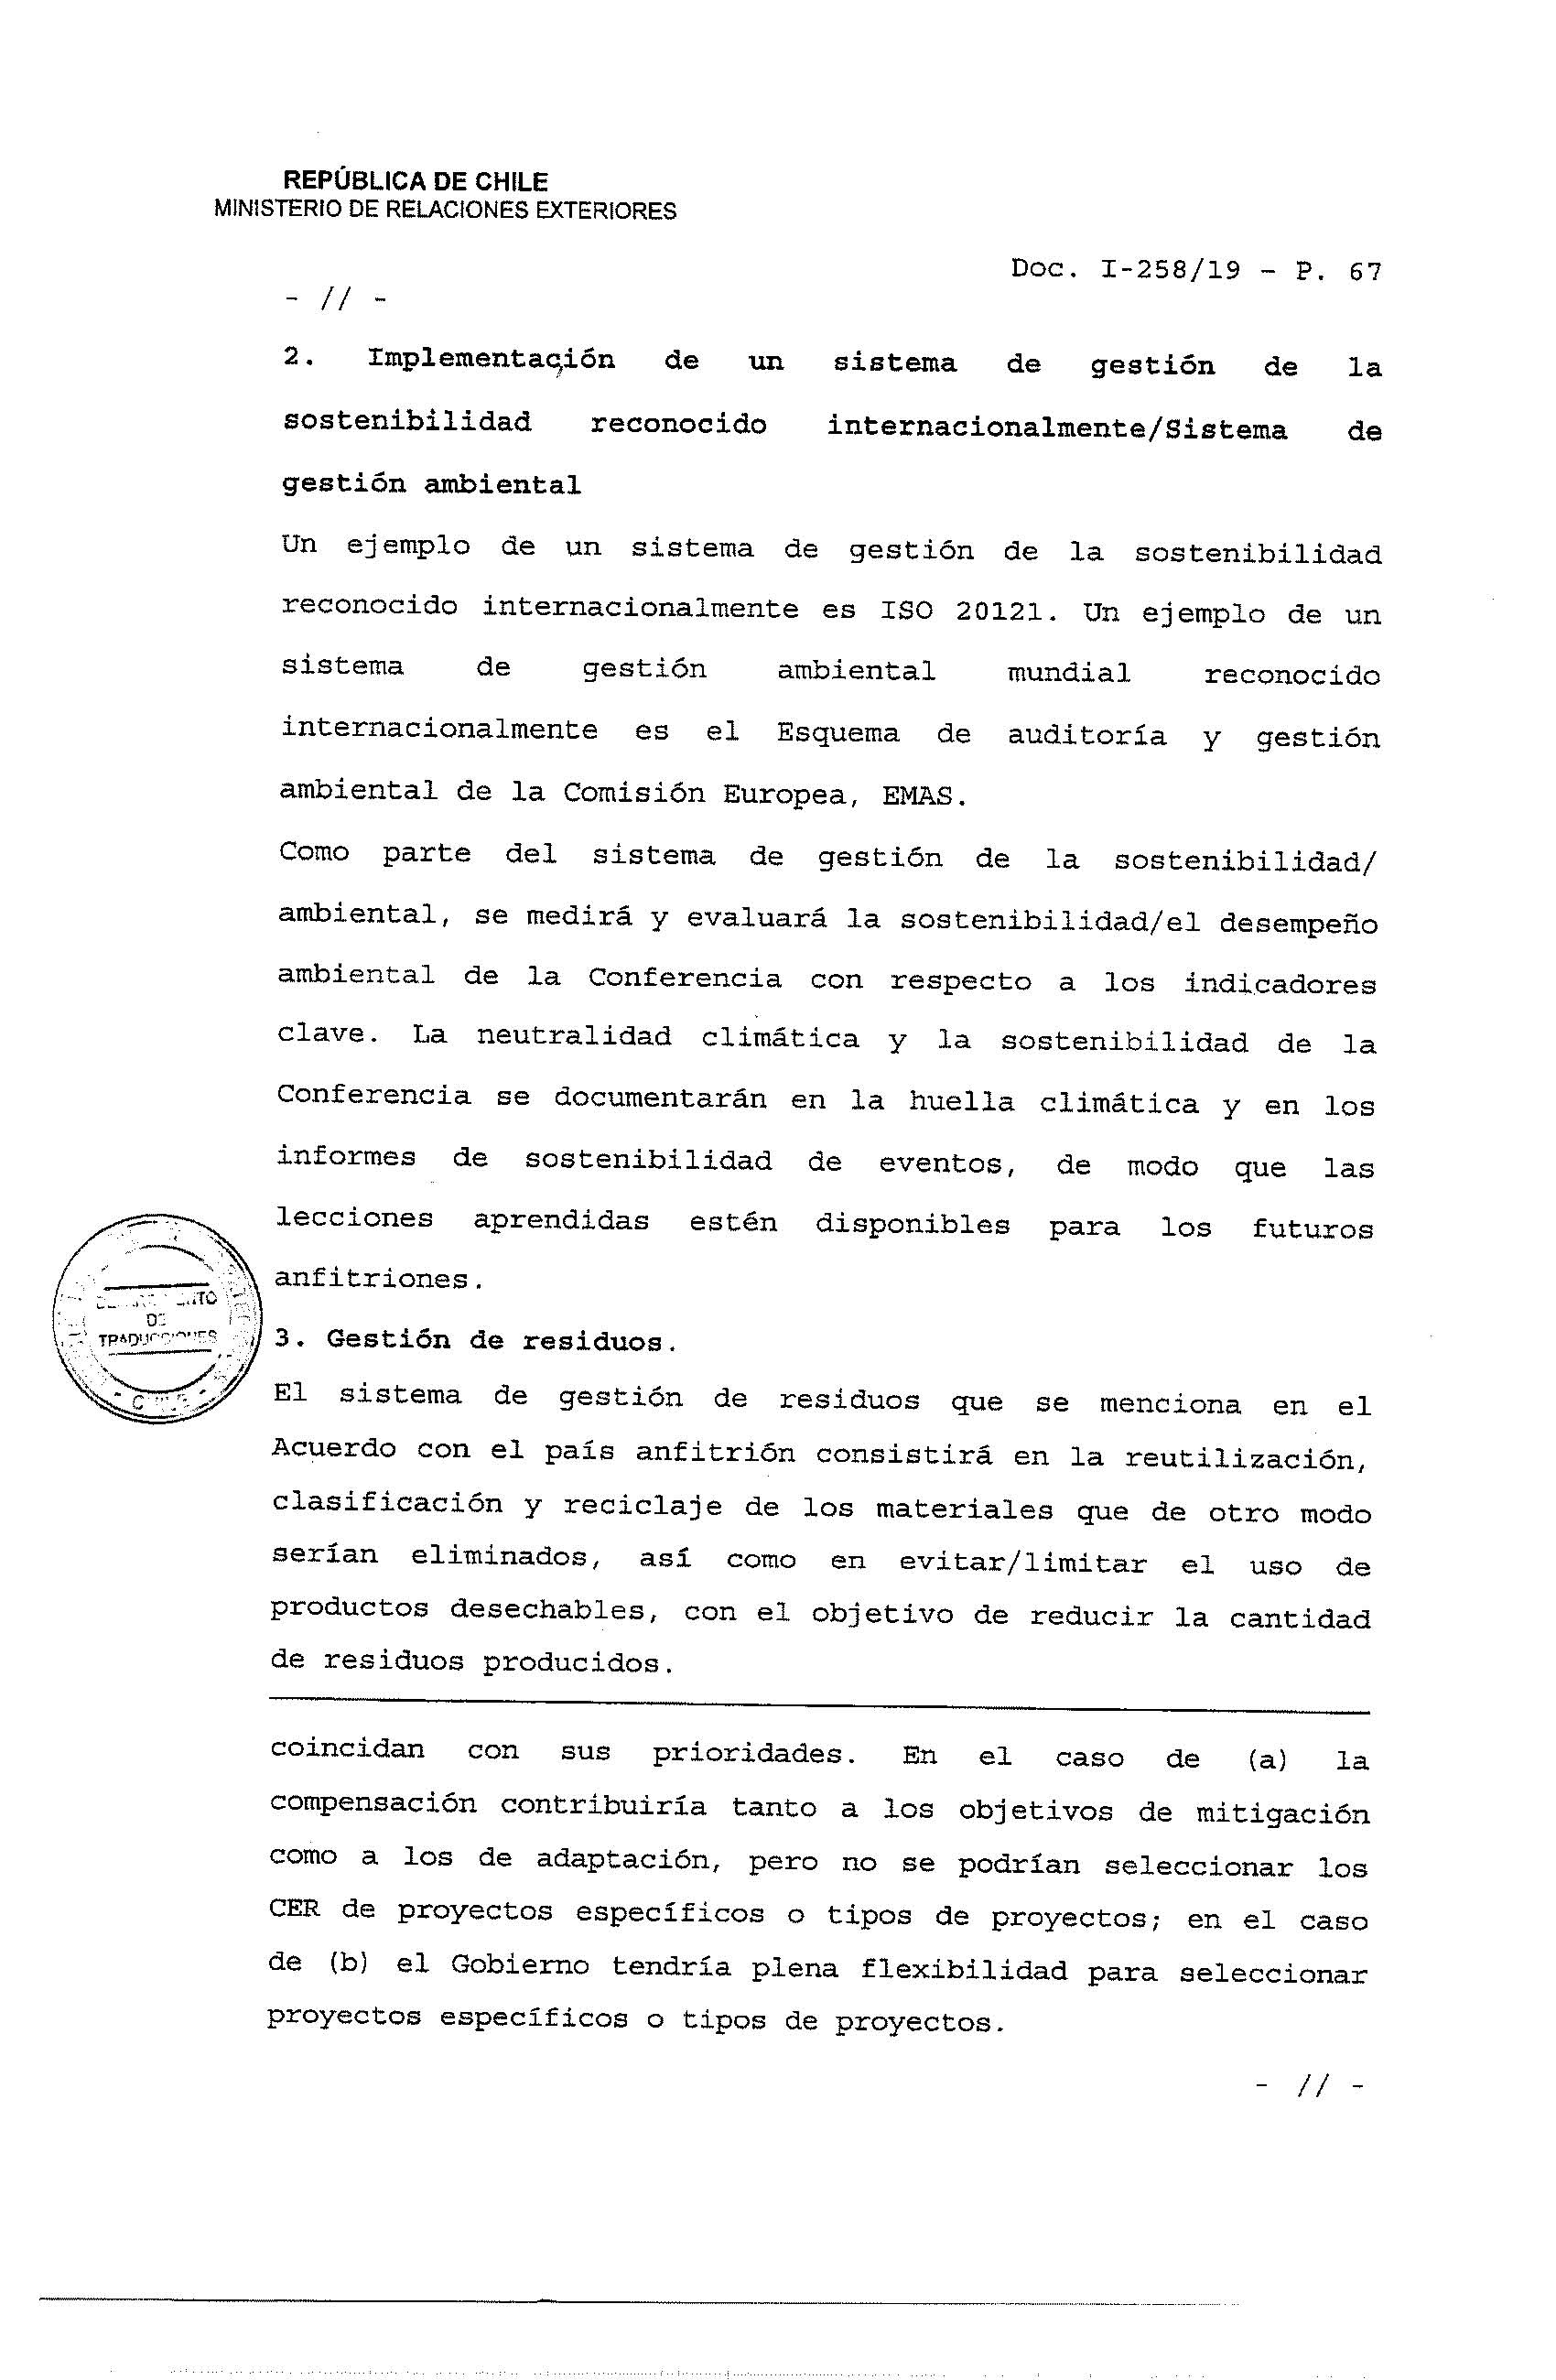 REPÚBLICA DE CHILE
MINISTERIO DE RELACIONES EXTERIORES
Doc. I-258/19 - P. 67
- // -
2. Implementación de un sistema de gestión de la
sostenibilidad reconocido internacionalmente/Sistema de
gestión ambiental
Un ejemplo de un sistema de gestión de la sostenibilidad
reconocido internacionalmente es ISO 20121. Un ejemplo de un
sistema de gestión ambiental mundial reconocido
internacionalmente es el Esquema de auditoría y gestión
ambiental de la Comisión Europea, EMAS.
Como parte del sistema de gestión de la sostenibilidad/
ambiental, se medirá y evaluará la sostenibilidad/el desempeño
ambiental de la Conferencia con respecto a los indicadores
clave. La neutralidad climática y la sostenibilidad de la
Conferencia se documentarán en la huella climática y en los
informes de sostenibilidad de eventos, de modo que las
lecciones aprendidas estén disponibles para los futuros
anfitriones.
DE
TRADUCCIONES
3. Gestión de residuos.
El sistema de gestión de residuos que se menciona en el
Acuerdo con el país anfitrión consistirá en la reutilización,
clasificación y reciclaje de los materiales que de otro modo
serían eliminados, así como en evitar/limitar el uso de
productos desechables, con el objetivo de reducir la cantidad
de residuos producidos.
coincidan con sus prioridades. En el caso de (a) la
compensación contribuiría tanto a los objetivos de mitigación
como a los de adaptación, pero no se podrían seleccionar los
CER de proyectos específicos o tipos de proyectos; en el caso
de (b) el Gobierno tendría plena flexibilidad para seleccionar
proyectos específicos o tipos de proyectos.
- // -